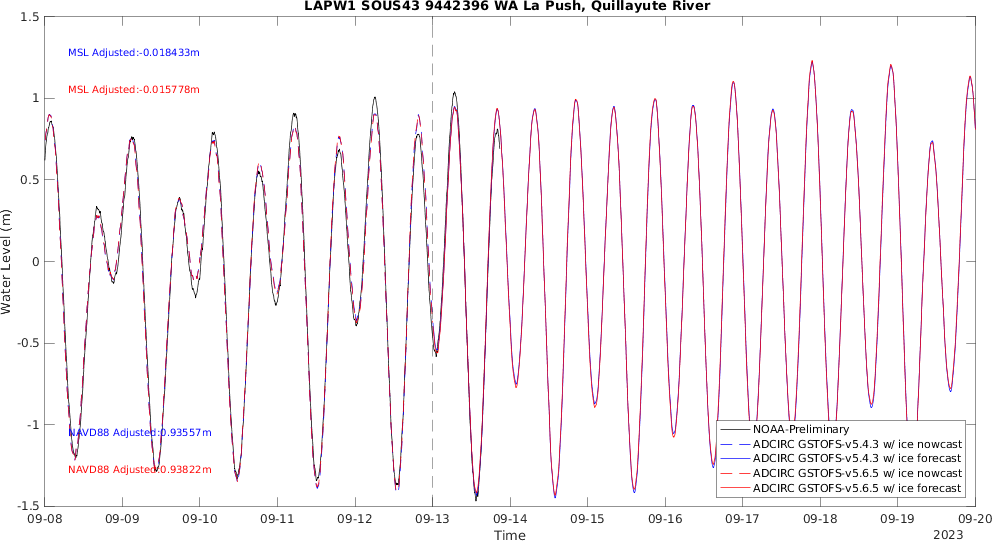 LAPW1 SOUS43 9442396 WA La Push, Quillayute River
1.5
MSL Adjusted:-0.018433m
MSL Adjusted:-0.015778m
1
0.5
Water Level (m)
0
-0.5
-1
NAVD88 Adjusted:0.93557m
NAVD88 Adjusted:0.93822m
NOAA-Preliminary
ADCIRC GSTOFS-v5.4.3 w/ ice nowcast
ADCIRC GSTOFS-v5.4.3 w/ ice forecast
ADCIRC GSTOFS-v5.6.5 w/ ice nowcast
ADCIRC GSTOFS-v5.6.5 w/ ice forecast
-1.5
09-08 09-09 09-10 09-11 09-12 09-13 09-14 09-15 09-16 09-17 09-18 09-19 09-20
Time
2023